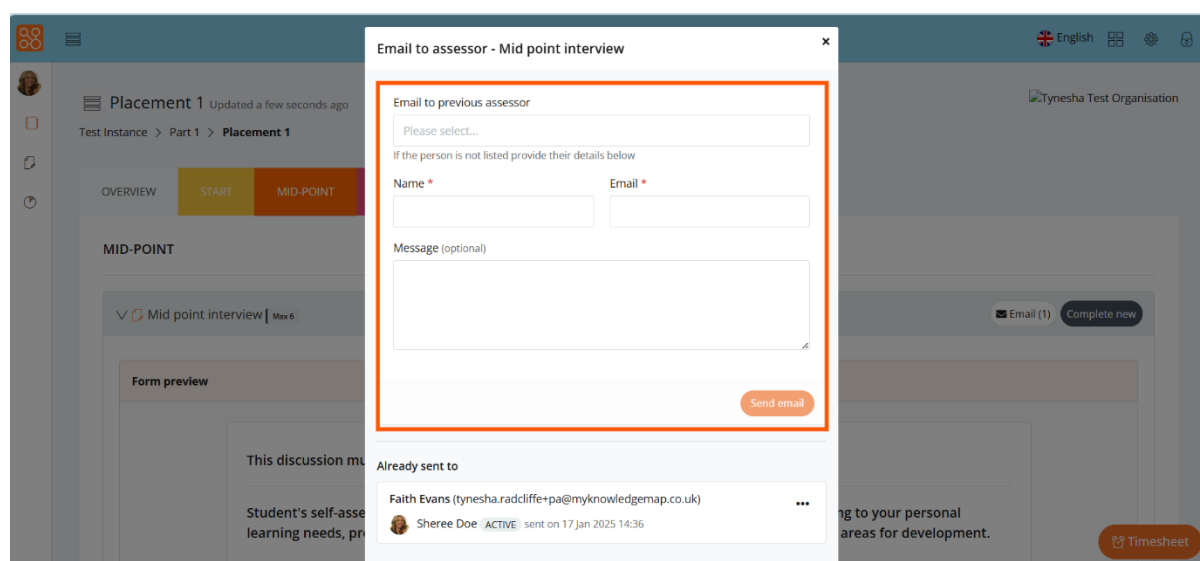 English
Placement 1 Updated a few seconds ago
Tynesha Test Organisation
Test Instance > Part 1 > Placement 1
OVERVIEW START MID-POINT
MID-POINT
Mid point interview Max 6
Email (1) Complete new
Form preview
This discussion mu
Student's self-asse
ng to your personal
learning needs, pr
areas for development.
Timesheet
Email to assessor - Mid point interview
Email to previous assessor
Please select...
If the person is not listed provide their details below
Name * Email *
Message (optional)
Send email
Already sent to
Faith Evans (tynesha.radcliffe+pa@myknowledgemap.co.uk)
Sheree Doe ACTIVE sent on 17 Jan 2025 14:36